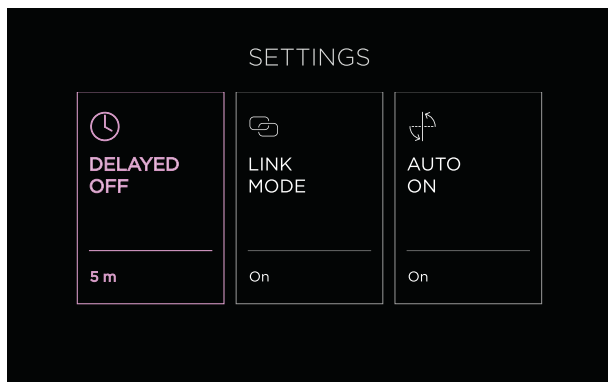 SETTINGS
DELAYED
OFF
5 m
LINK
MODE
On
AUTO
ON
On